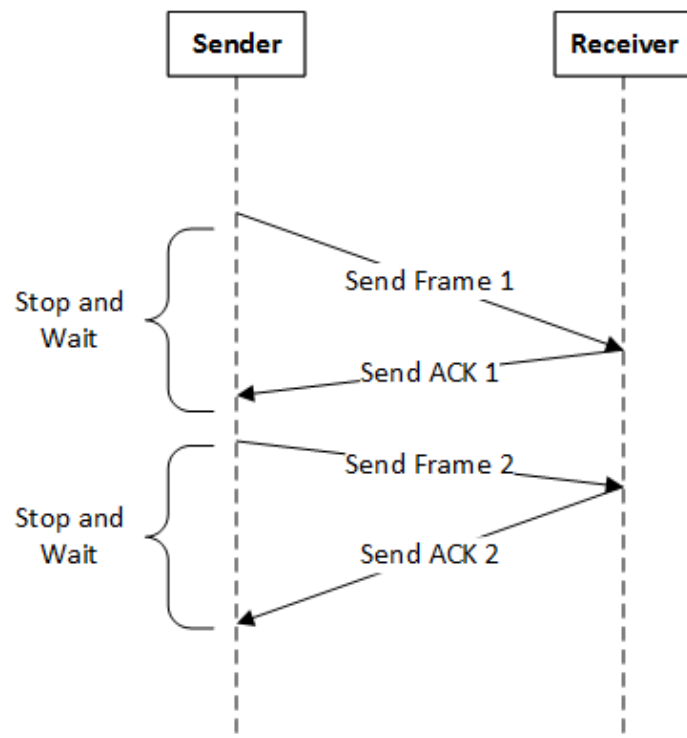 Sender
Receiver
Send Frame 1
Stop and
Wait
Send ACK 1
Send Frame 2
Stop and
Wait
Send ACK 2